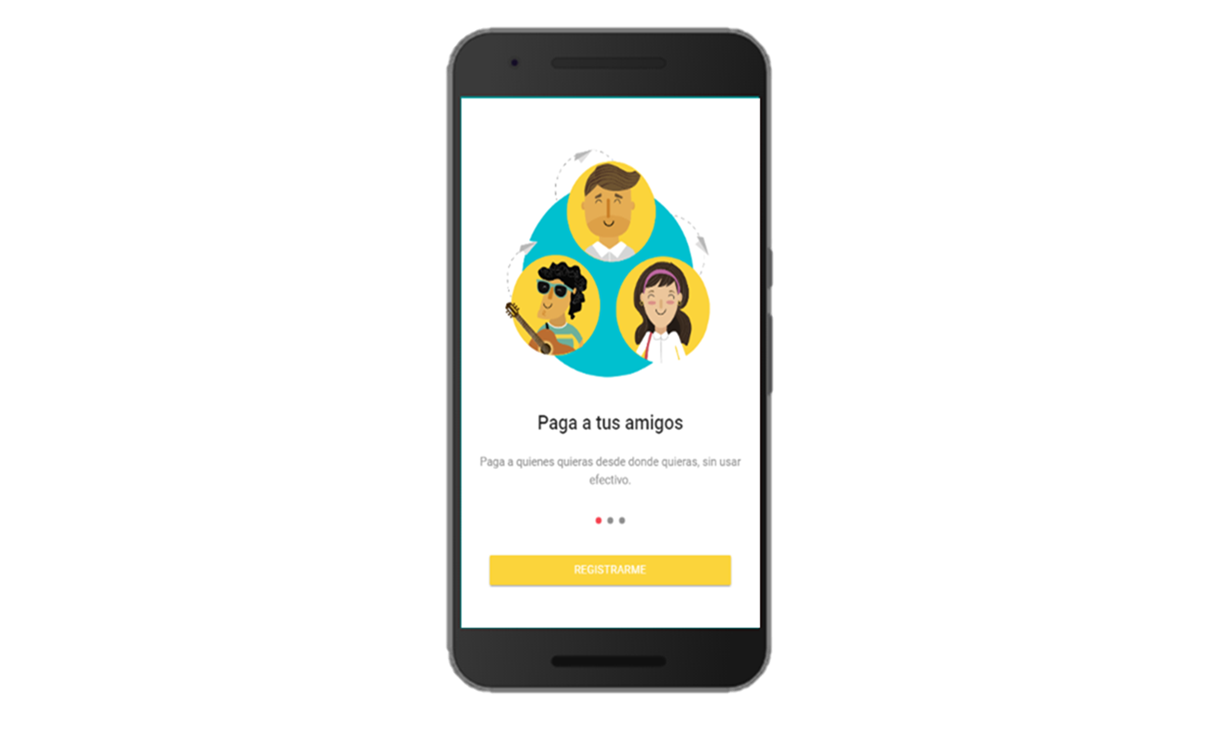 Paga a tus amigos
Paga a quienes quieras desde donde quieras, sin usar
efectivo.
REGISTRARME